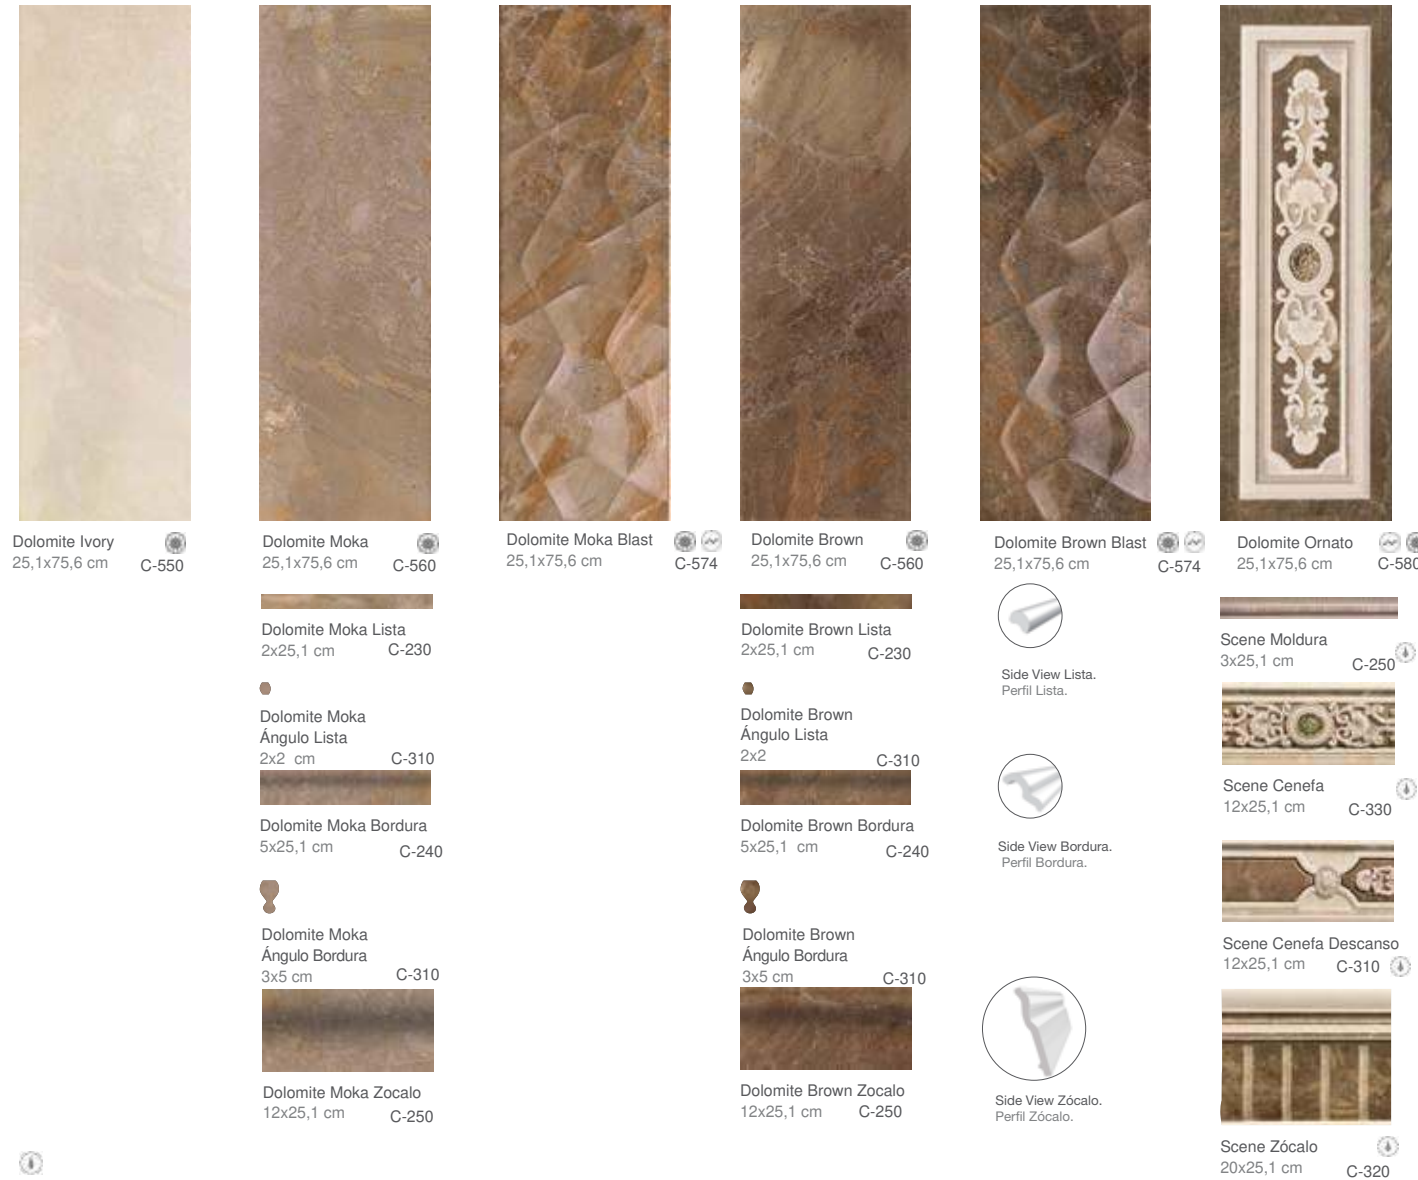 Dolomite Ivory
25,1x75,6 cm
C-550
Dolomite Moka
25,1x75,6 cm
C-560
Dolomite Moka Blast
25,1x75,6 cm
C-574
Dolomite Brown
25,1x75,6 cm
C-560
Dolomite Brown Blast
25,1x75,6 cm
C-574
Dolomite Ornato
25,1x75,6 cm
C-580
Dolomite Moka Lista
2x25,1 cm
C-230
Dolomite Moka
Ángulo Lista
2x2 cm
C-310
Dolomite Moka Bordura
5x25,1 cm
C-240
Dolomite Moka
Ángulo Bordura
3x5 cm
C-310
Dolomite Moka Zocalo
12x25,1 cm
C-250
Dolomite Brown Lista
2x25,1 cm
C-230
Dolomite Brown
Ángulo Lista
2x2
C-310
Dolomite Brown Bordura
5x25,1 cm
C-240
Dolomite Brown
Ángulo Bordura
3x5 cm
C-310
Dolomite Brown Zocalo
12x25,1 cm
C-250
Side View Lista.
Perfil Lista.
Side View Bordura.
Perfil Bordura.
Side View Zócalo.
Perfil Zócalo.
Scene Moldura
3x25,1 cm
C-250
Scene Cenefa
12x25,1 cm
C-330
Scene Cenefa Descanso
12x25,1 cm
C-310
Scene Zócalo
20x25,1 cm
C-320